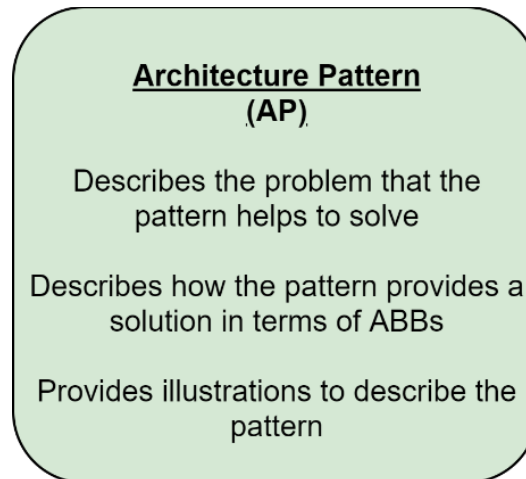 Architecture Pattern
(AP)
Describes the problem that the
pattern helps to solve
Describes how the pattern provides a
solution in terms of ABBs
Provides illustrations to describe the
pattern